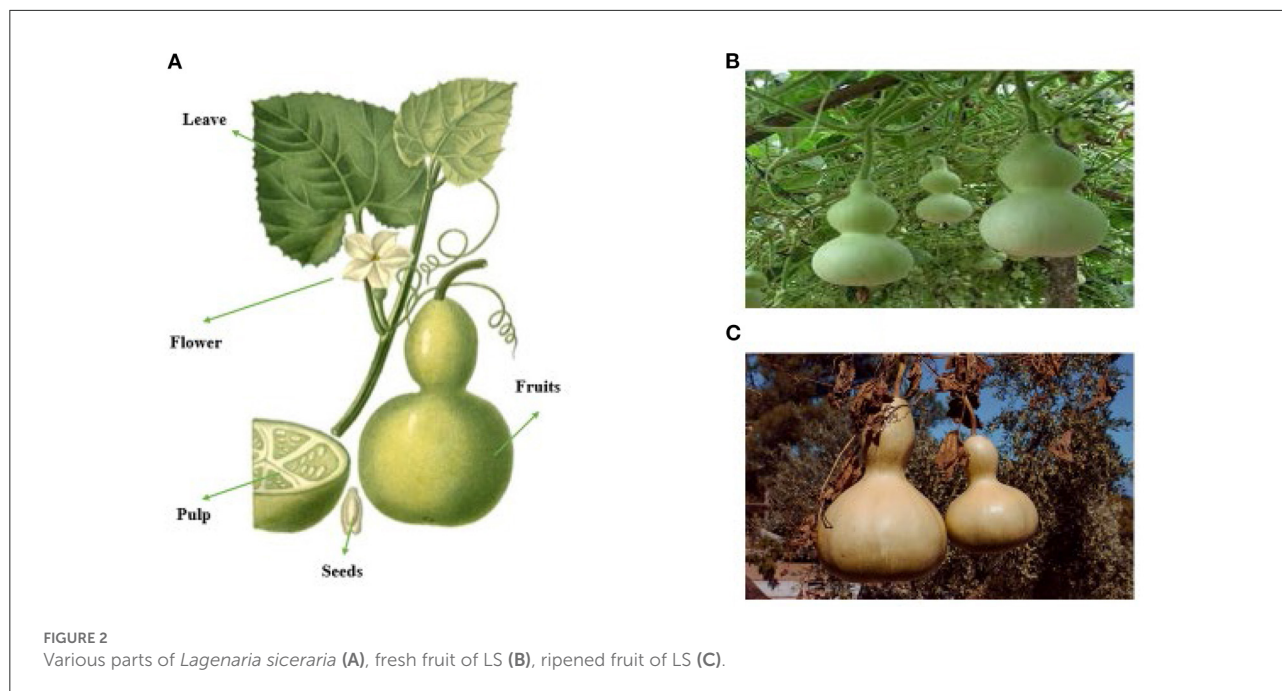 A
Leave
Flower
Fruits
Pulp
Seeds
B
C
FIGURE 2
Various parts of Lagenaria siceraria (A), fresh fruit of LS (B), ripened fruit of LS (C).